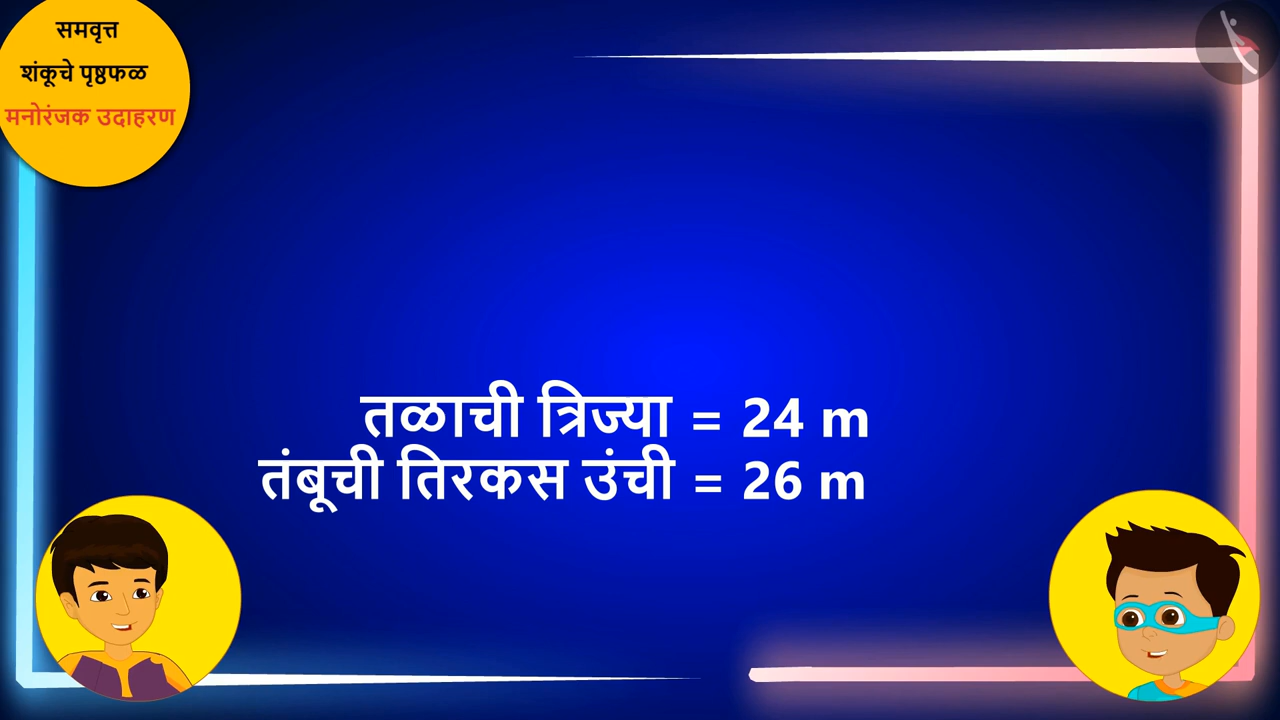 समवृत्त
शंकूचे पृष्ठफळ
मनोरंजक उदाहरण
तळाची त्रिज्या = 24 m
तंबूची तिरकस उंची = 26 m